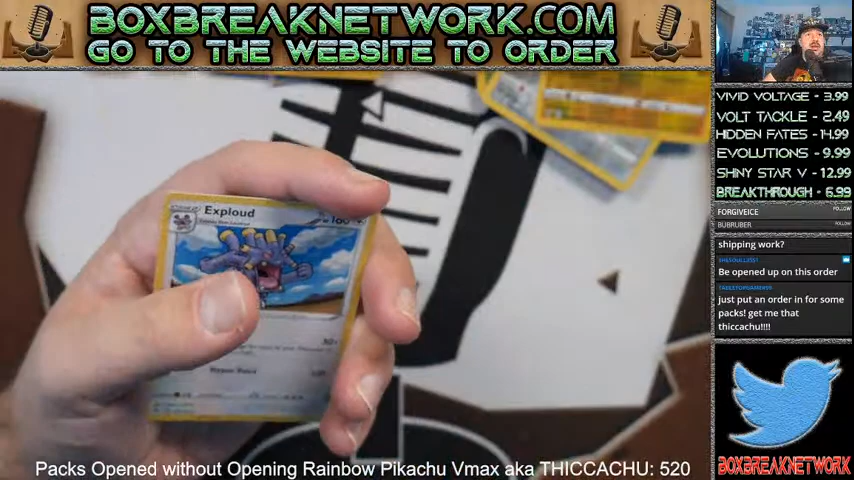 BOXBREAKNETWORK.COM
GO TO THE WEBSITE TO ORDER
VIVID VOLTAGE - 3.99
VOLT TACKLE - 2.49
HIDDEN FATES - 14.99
EVOLUTIONS - 9.99
SHINY STAR V - 12.99
BREAKTHROUGH - 6.99
FORGIVEICE
FOLLOW
BUBRUBER
FOLLOW
shipping work?
Be opened up on this order
just put an order in for some
packs! get me that
thiccachu!!!!
Exploud
BOXBREAKNETWORK
Packs Opened without Opening Rainbow Pikachu Vmax aka THICCACHU: 520